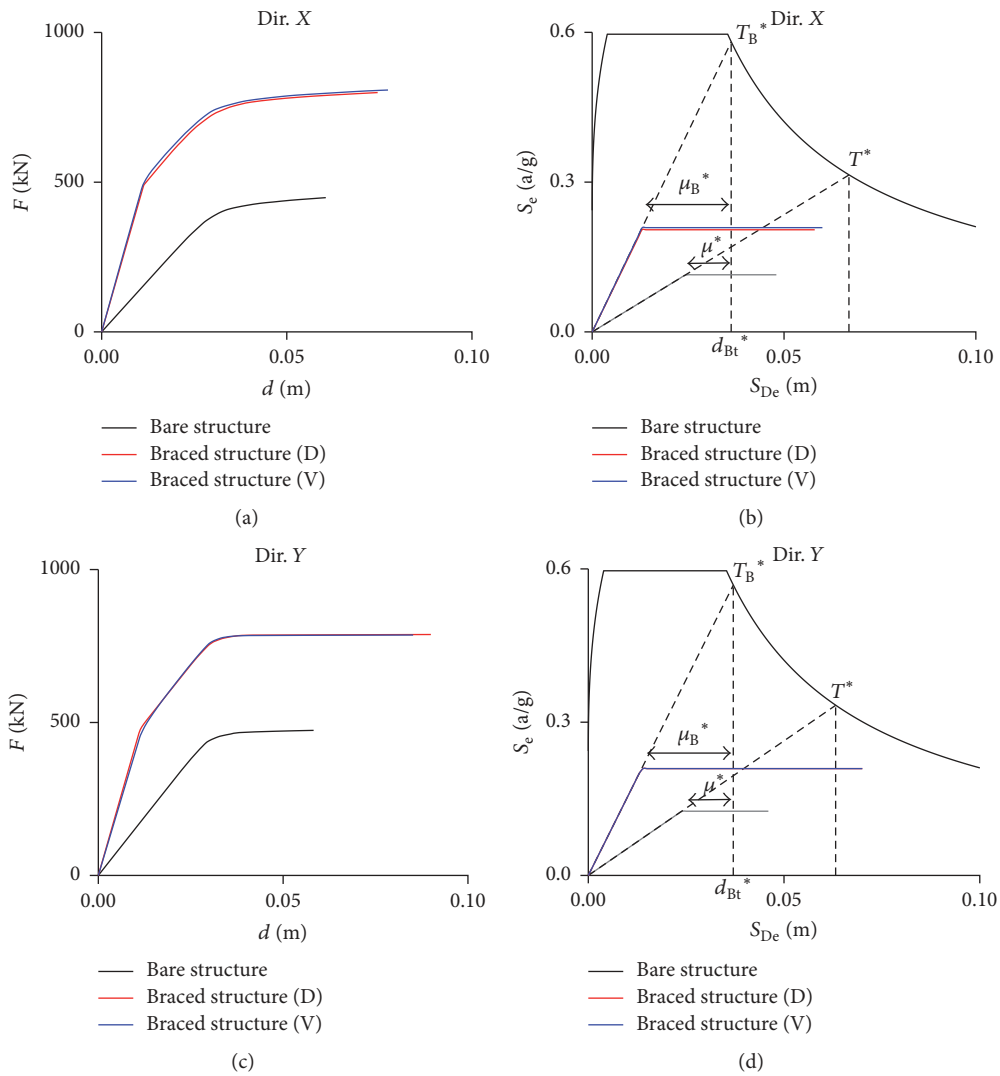 Dir. X
1000
500
0
F (kN)
0.00
0.05
0.10
d (m)
Bare structure
Braced structure (D)
Braced structure (V)
(a)
Dir. X
0.6
0.3
0.0
S_e (a/g)
T_B*
T*
μ_B*
μ*
0.00
d_Bt*
0.05
0.10
S_De (m)
Bare structure
Braced structure (D)
Braced structure (V)
(b)
Dir. Y
1000
500
0
F (kN)
0.00
0.05
0.10
d (m)
Bare structure
Braced structure (D)
Braced structure (V)
(c)
Dir. Y
0.6
0.3
0.0
S_e (a/g)
T_B*
T*
μ_B*
μ*
0.00
d_Bt*
0.05
0.10
S_De (m)
Bare structure
Braced structure (D)
Braced structure (V)
(d)